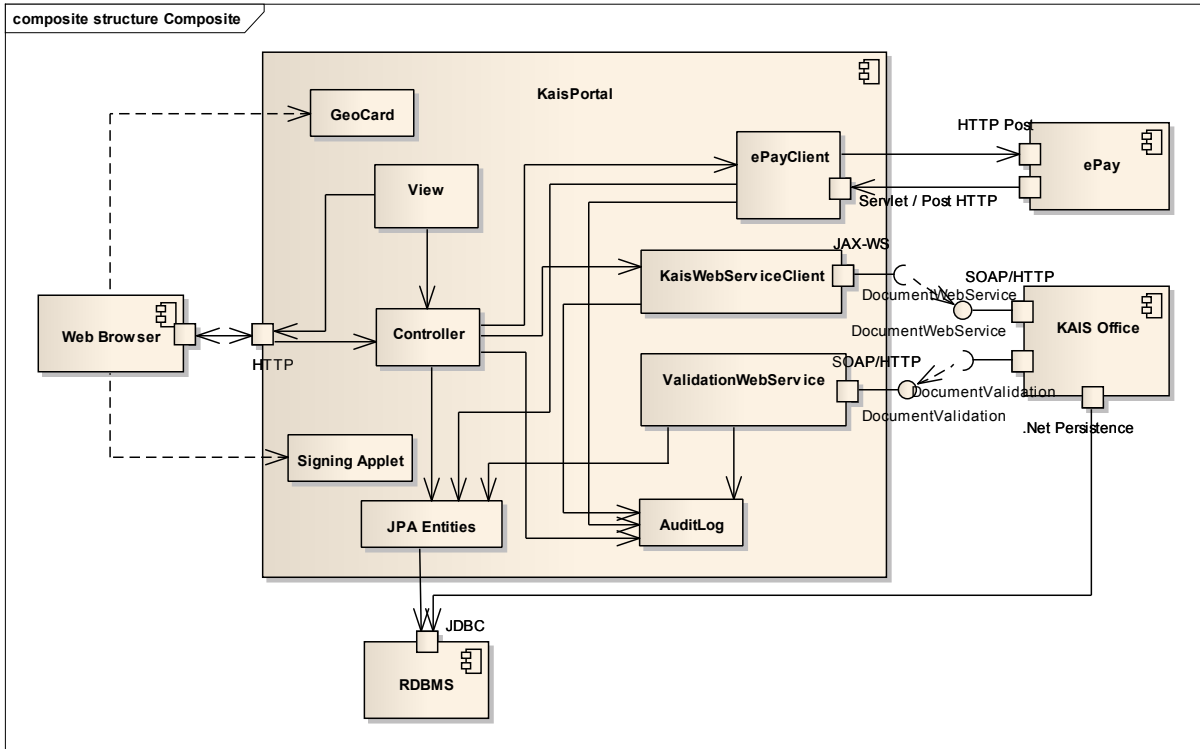 composite structure Composite
KaisPortal
GeoCard
ePayClient
HTTP Post
ePay
View
Servlet / Post HTTP
JAX-WS
KaisWebServiceClient
SOAP/HTTP
DocumentWebService
DocumentWebService
KAIS Office
Web Browser
Controller
HTTP
SOAP/HTTP
ValidationWebService
DocumentValidation
DocumentValidation
.Net Persistence
Signing Applet
JPA Entities
AuditLog
JDBC
RDBMS